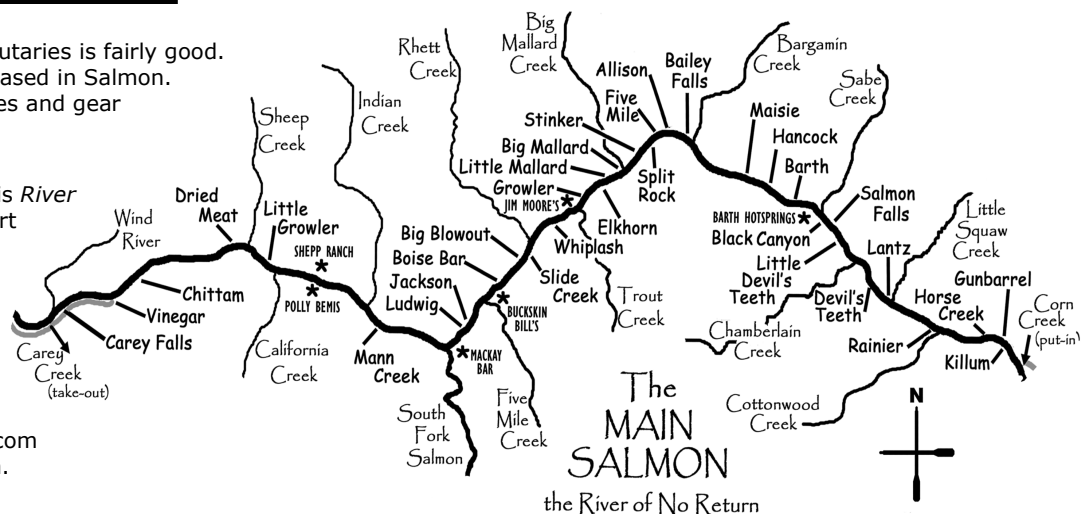 utaries is fairly good.
ased in Salmon.
es and gear
is River
rt
com
.
Big
Mallard
Creek
Rhett
Creek
Bargamin
Creek
Sabe
Creek
Indian
Creek
Sheep
Creek
Allison
Bailey
Falls
Five
Mile
Stinker
Maisie
Hancock
Big Mallard
Little Mallard
Barth
Growler
JIM MOORE'S
Split
Rock
Elkhorn
Whiplash
BARTH HOTSPRINGS
Black Canyon
Salmon
Falls
Little
Squaw
Creek
Dried
Meat
Little
Growler
Wind
River
SHEPP RANCH
POLLY BEMIS
Big Blowout
Boise Bar
Jackson
Ludwig
Slide
Creek
BUCKSKIN
BILL'S
Trout
Creek
Little
Devil's
Teeth
Devil's
Teeth
Lantz
Chamberlain
Creek
Gunbarrel
Horse
Creek
Corn
Creek
(put-in)
Rainier
Killum
Chittam
Vinegar
Carey Falls
Carey
Creek
(take-out)
California
Creek
Mann
Creek
MACKAY
BAR
South
Fork
Salmon
Five
Mile
Creek
Cottonwood
Creek
N
The
MAIN
SALMON
the River of No Return